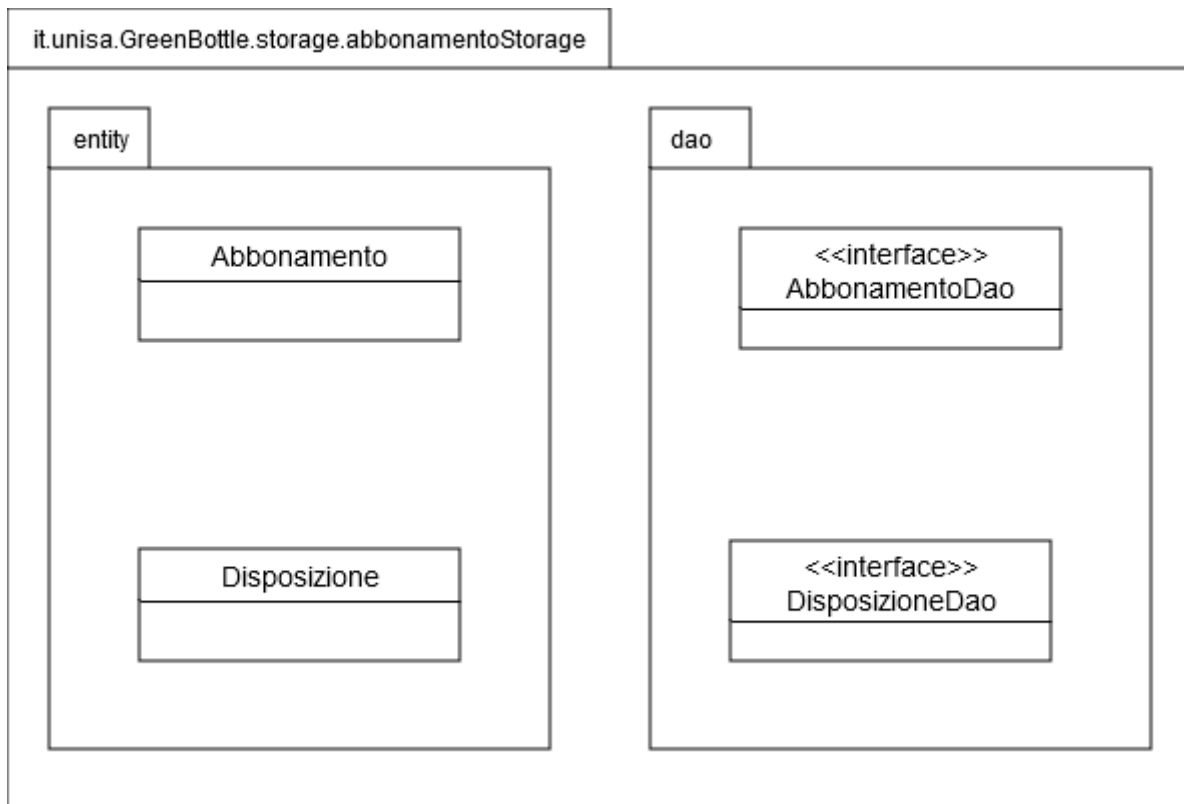 it.unisa.GreenBottle.storage.abbonamentoStorage
entity
Abbonamento
Disposizione
dao
<<interface>>
AbbonamentoDao
<<interface>>
DisposizioneDao